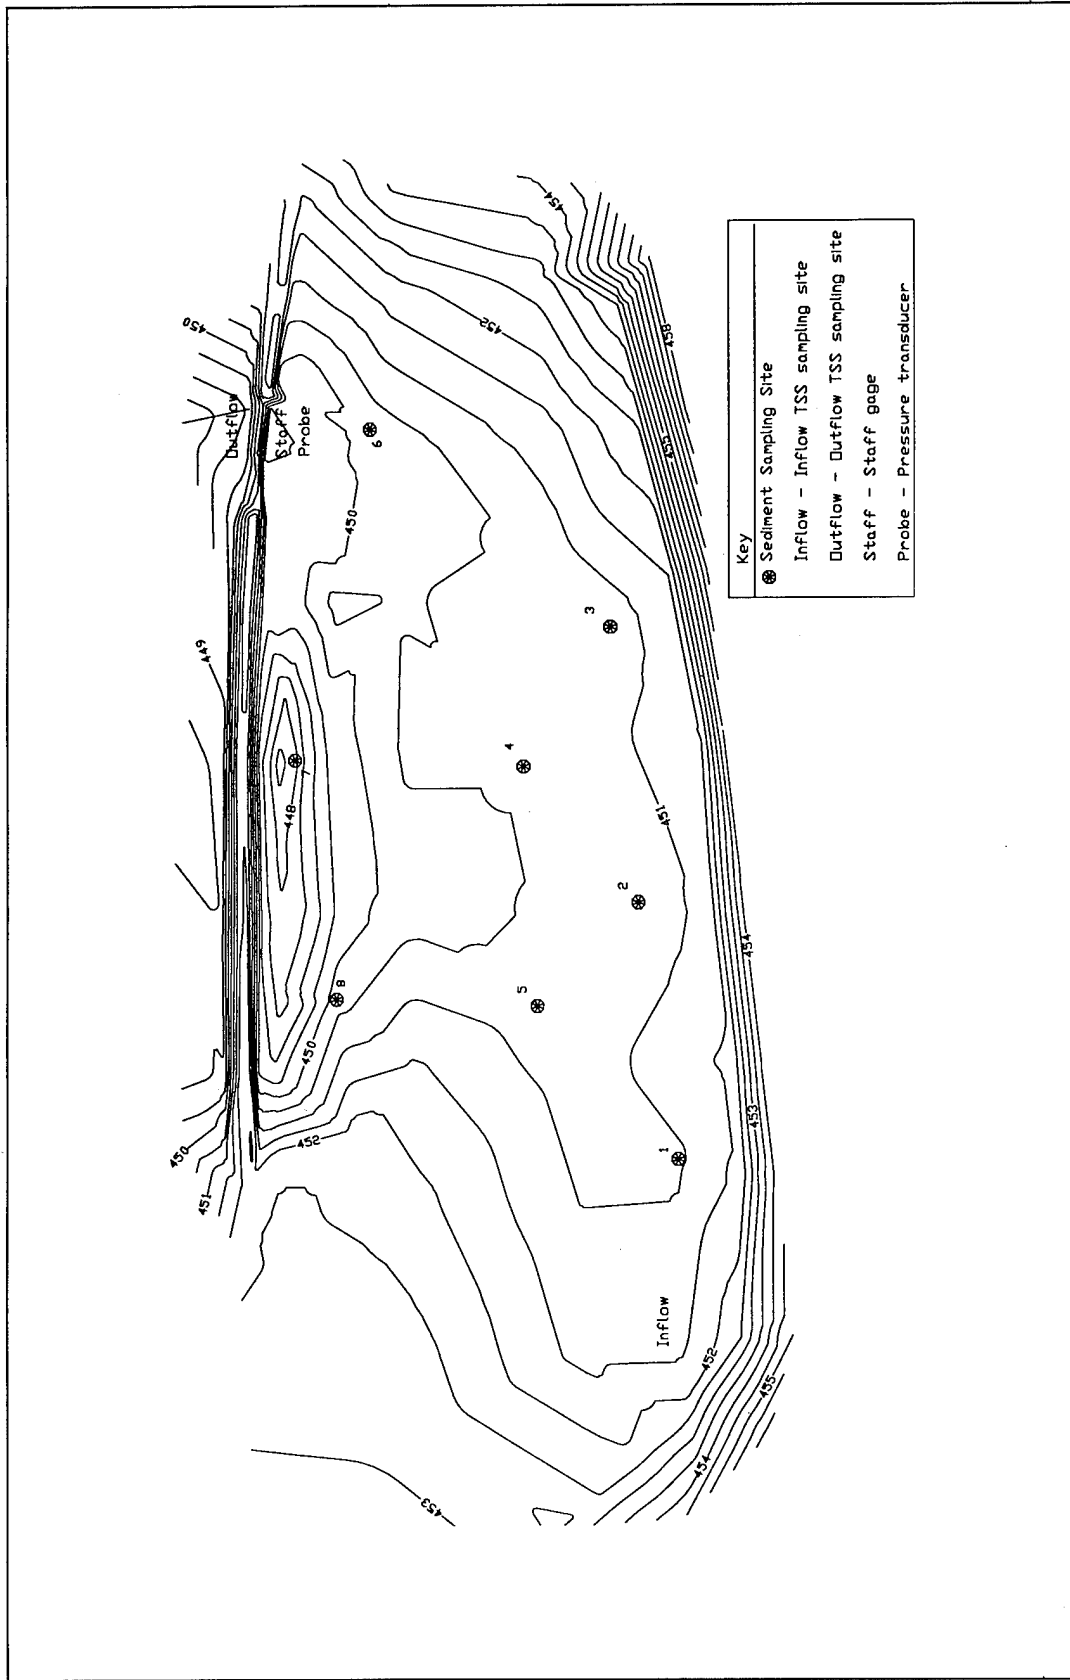 450
Outflow
Staff
Probe
6
450
452
454
458
455
449
3
4
7
448
451
2
5
8
450
454
453
452
450
451
1
Inflow
452
455
454
453
Key
Sediment Sampling Site
Inflow - Inflow TSS sampling site
Outflow - Outflow TSS sampling site
Staff - Staff gage
Probe - Pressure transducer